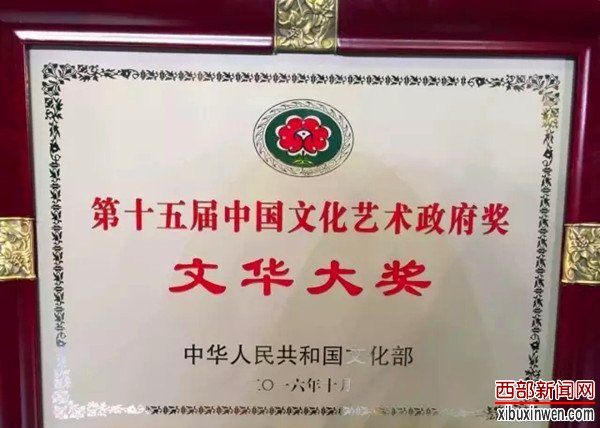 第十五届中国文化艺术政府奖
文华大奖
中华人民共和国文化部
二〇一六年十月
西部新闻网
xibuxinwen.com